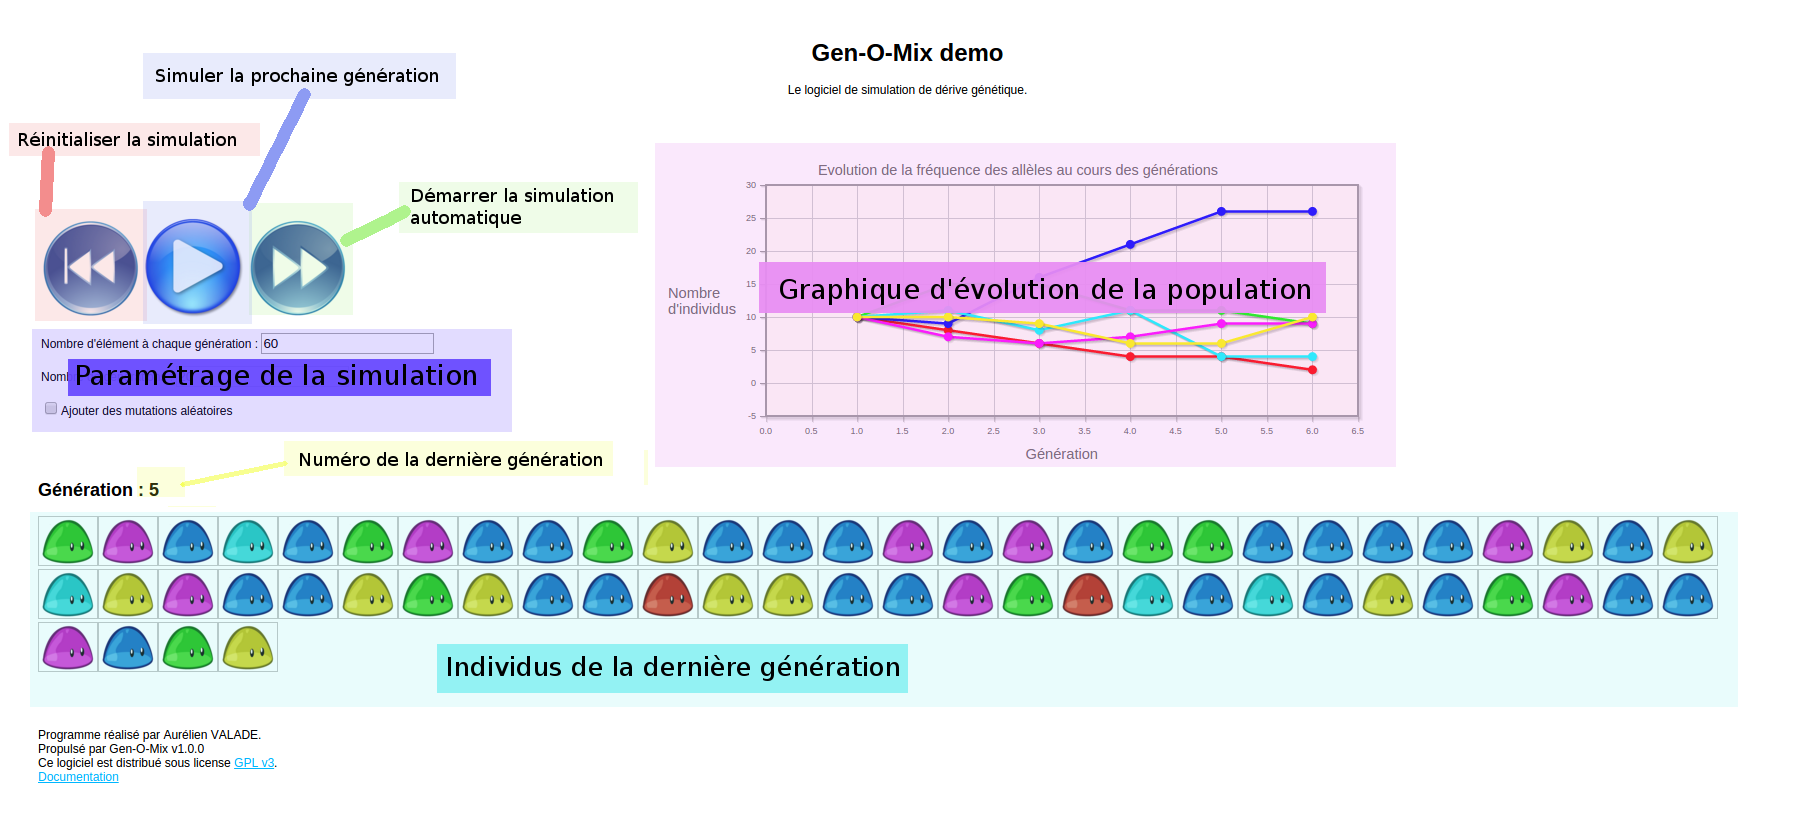 Gen-O-Mix demo
Le logiciel de simulation de dérive génétique.
Simuler la prochaine génération
Réinitialiser la simulation
Démarrer la simulation
automatique
Nombre d'élément à chaque génération : 60
Paramétrage de la simulation
Ajouter des mutations aléatoires
Evolution de la fréquence des allèles au cours des générations
30
25
20
15
10
5
0
-5
Nombre
d'individus
Graphique d'évolution de la population
0.0 0.5 1.0 1.5 2.0 2.5 3.0 3.5 4.0 4.5 5.0 5.5 6.0 6.5
Génération
Numéro de la dernière génération
Génération : 5
Individus de la dernière génération
Programme réalisé par Aurélien VALADE.
Propulsé par Gen-O-Mix v1.0.0
Ce logiciel est distribué sous license GPL v3.
Documentation